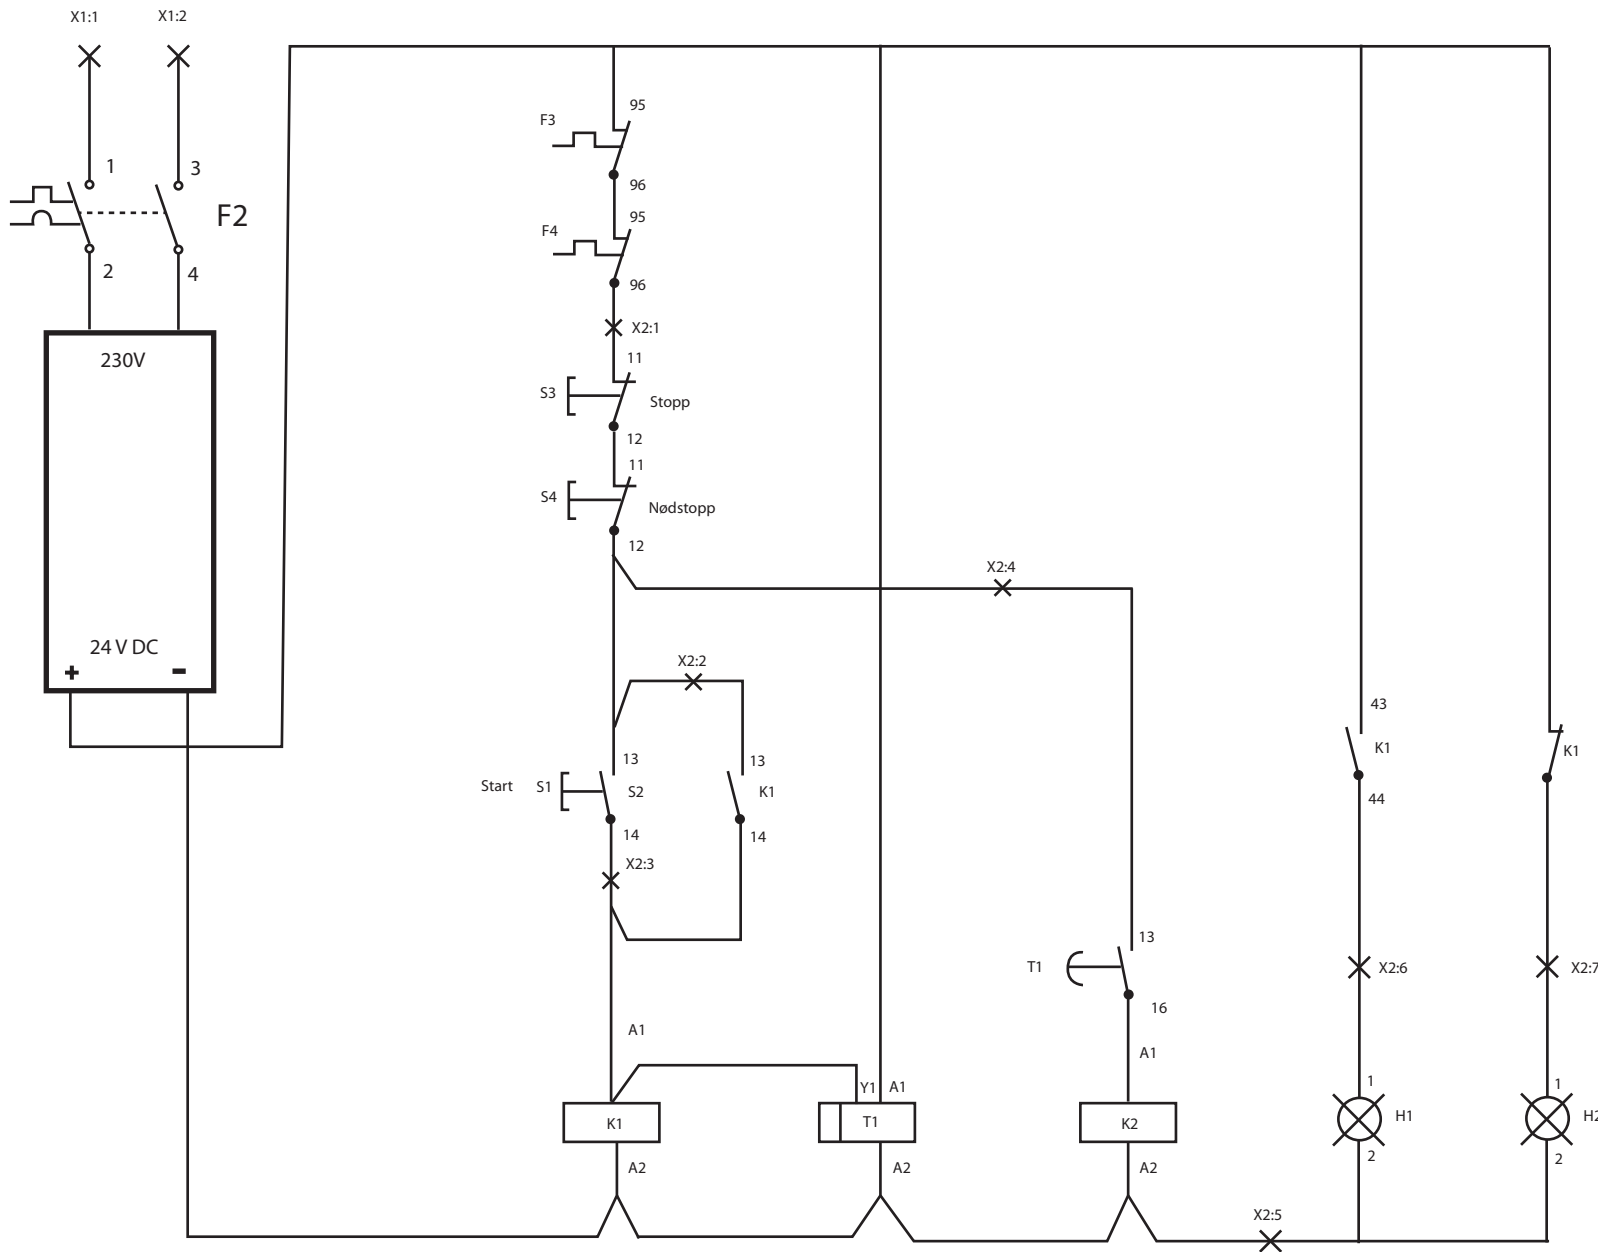 X1:1 X1:2
95
F3
1 3
96
F2
95
F4
2 4
96
X2:1
230V
11
S3
Stopp
12
11
S4
Nødstopp
12
X2:4
24 V DC
+ -
X2:2
43
K1 K1
13 13
Start S1 S2 K1
44
14 14
X2:3
13
T1
X2:6 X2:7
16
A1
A1
Y1 A1
1 1
K1 T1 K2 H1 H2
2 2
A2 A2 A2
X2:5